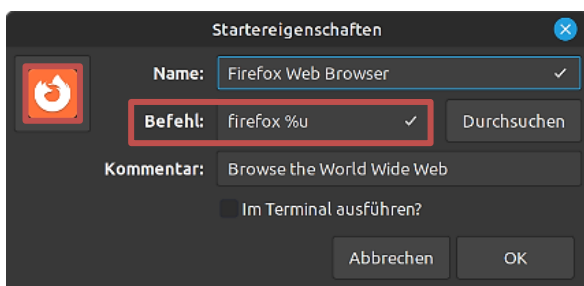 Startereigenschaften
Name: Firefox Web Browser
Befehl: firefox %u Durchsuchen
Kommentar: Browse the World Wide Web
Im Terminal ausführen?
Abbrechen OK